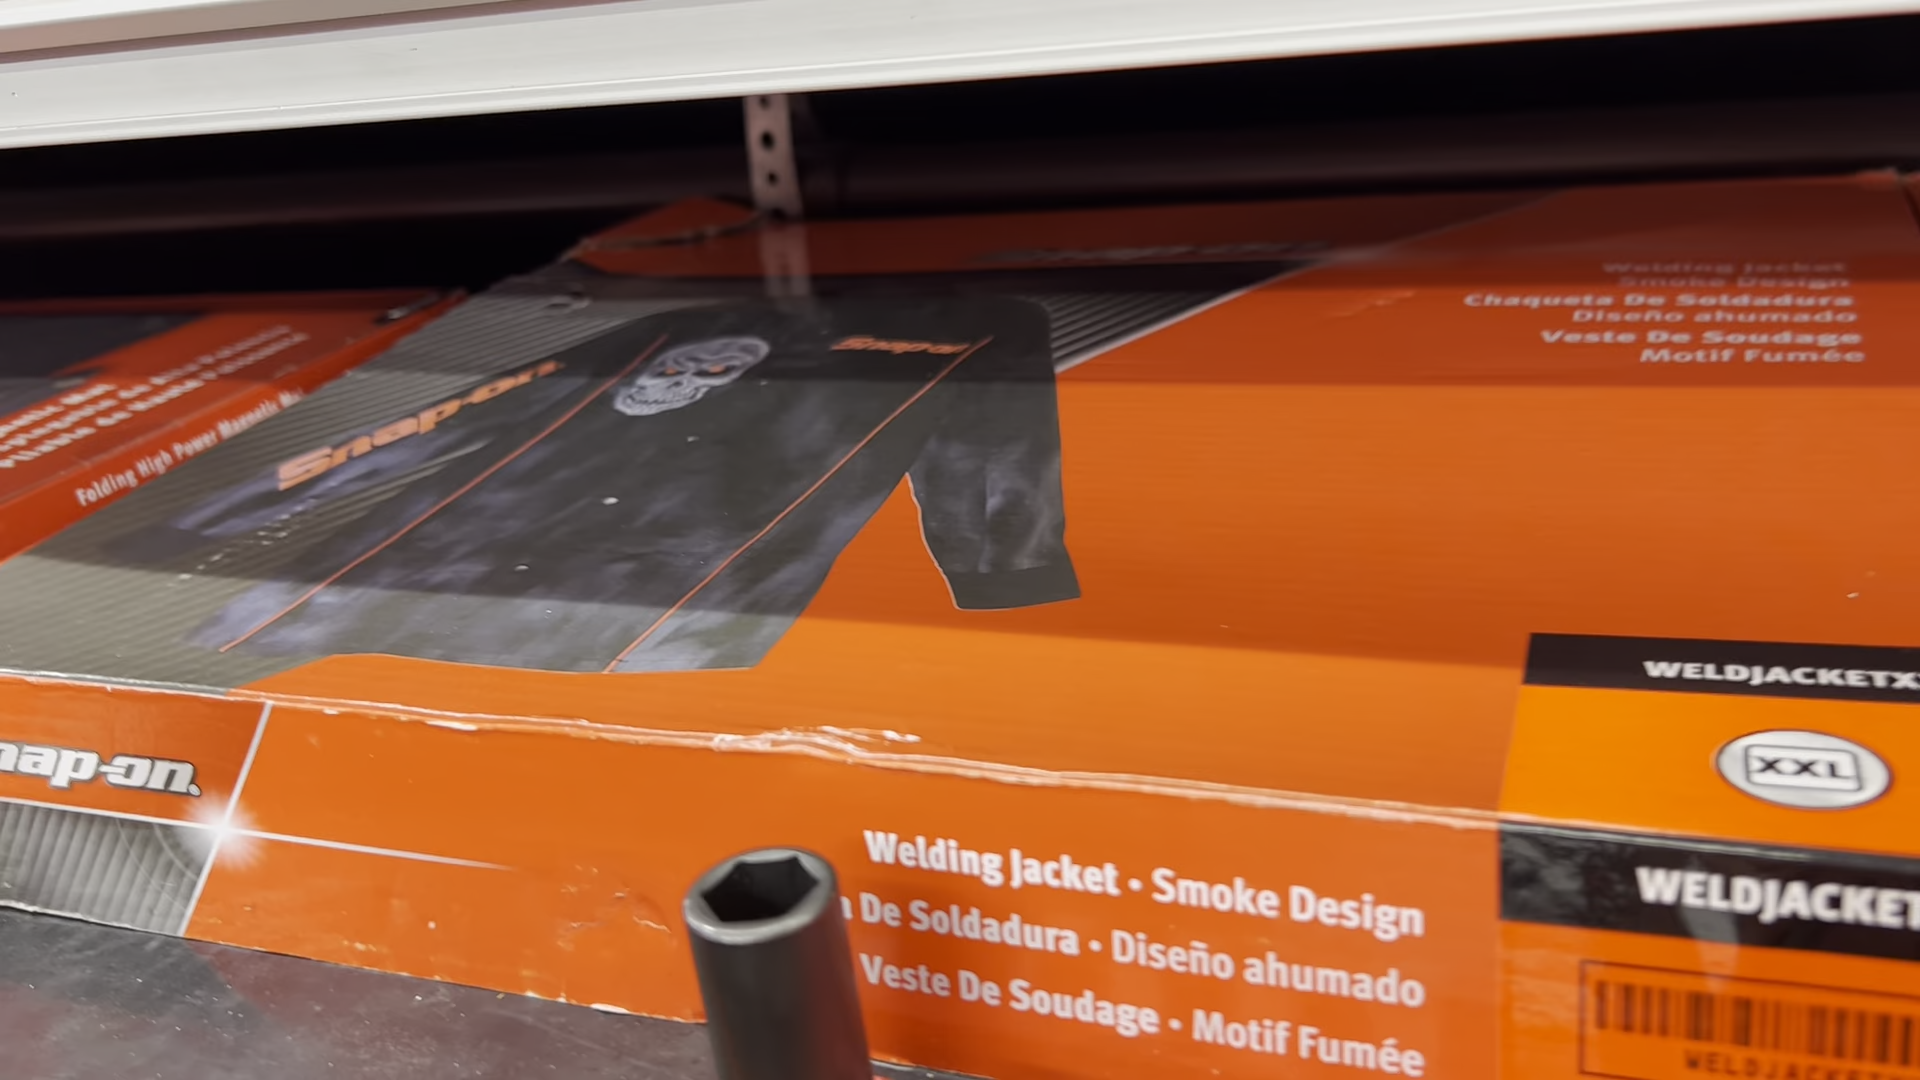 Welding Jacket
Smoke Design
Chaqueta De Soldadura
Diseño ahumado
Veste De Soudage
Motif Fumée
Snap-on
Snap-on
Folding High Power Magnetic
WELDJACKETX
XXL
nap-on
WELDJACKET
Welding Jacket • Smoke Design
De Soldadura • Diseño ahumado
Veste De Soudage • Motif Fumée
WELDJACKET